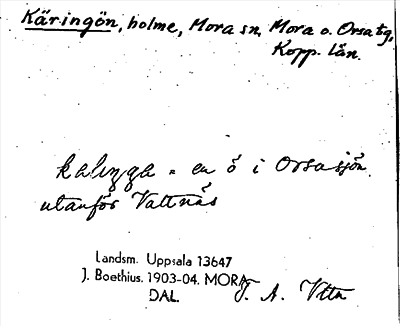 Käringön, holme, Mora sn, Mora o. Orsa tg,
Kopp. län.
= en ö i Orsasjön
utanför Vattnäs
Landsm. Uppsala 13647
J. Boethius. 1903-04. MORA
DAL.
J. A.